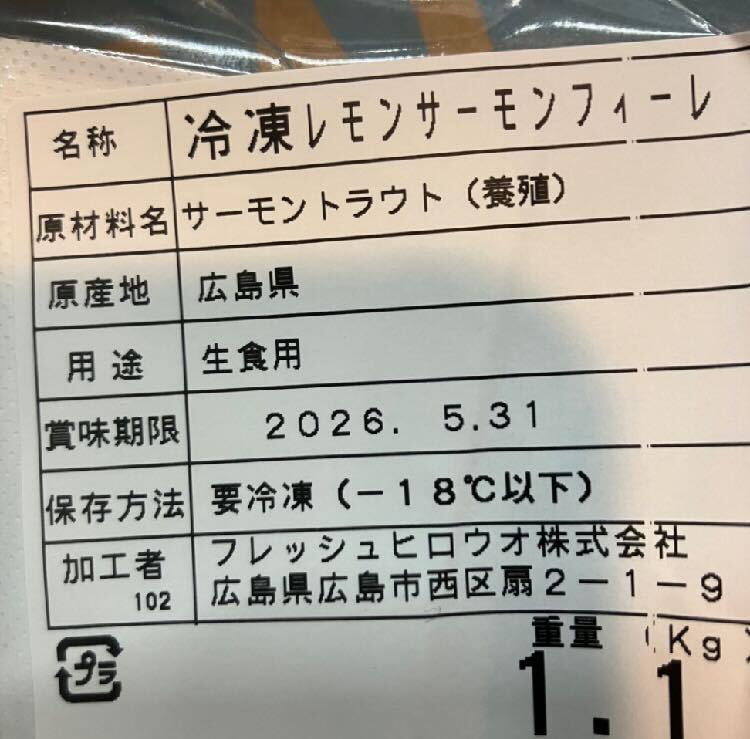 名称 冷凍レモンサーモンフィーレ
原材料名 サーモントラウト（養殖）
原産地 広島県
用途 生食用
賞味期限 2026. 5.31
保存方法 要冷凍（－18℃以下）
加工者 フレッシュヒロウオ株式会社
102 広島県広島市西区扇2－1－9
重量（Kg）
プラ 1.1